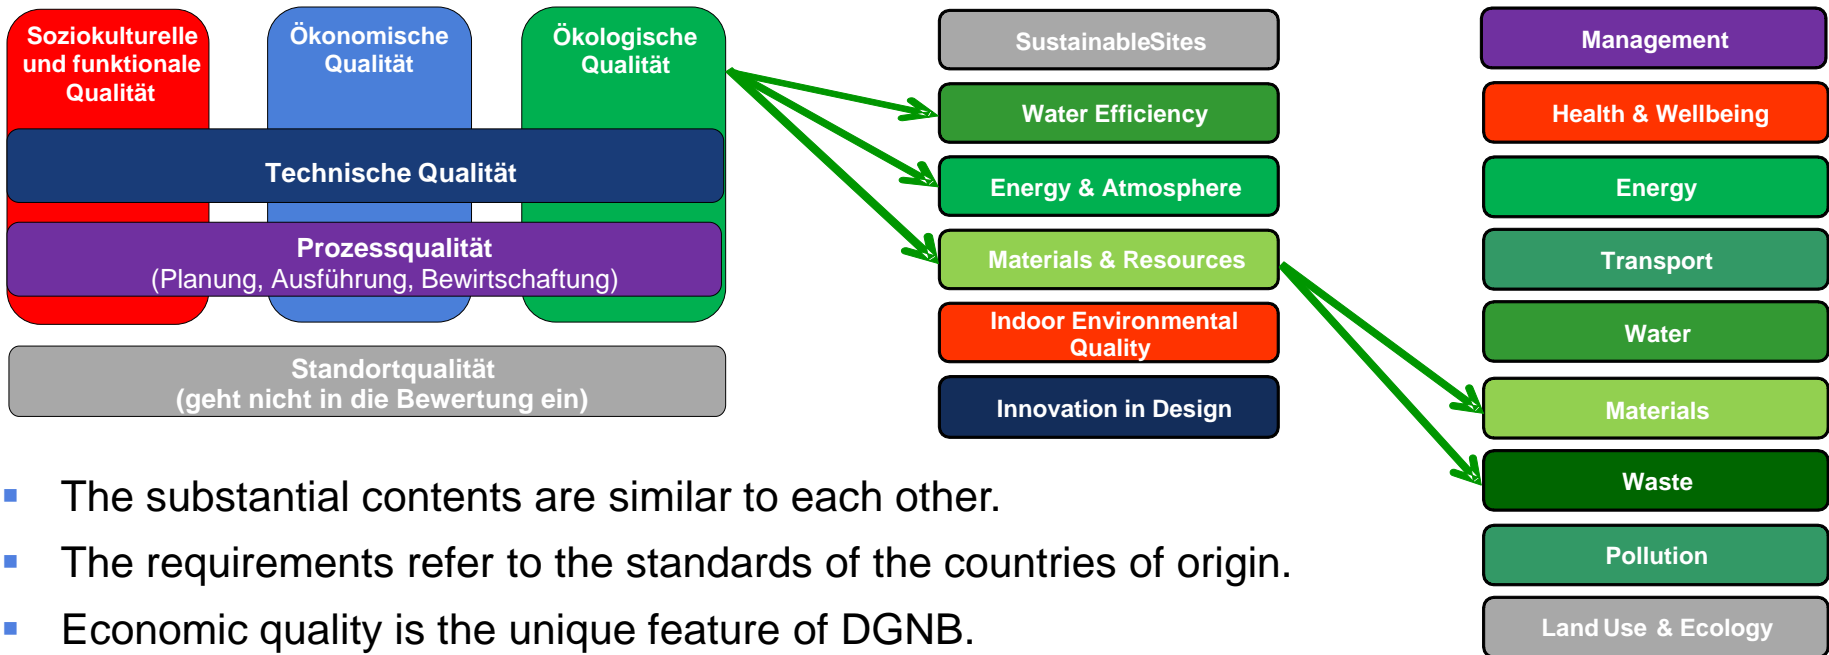 Soziokulturelle
und funktionale
Qualität
Ökonomische
Qualität
Ökologische
Qualität
Technische Qualität
Prozessqualität
(Planung, Ausführung, Bewirtschaftung)
Standortqualität
(geht nicht in die Bewertung ein)
SustainableSites
Water Efficiency
Energy & Atmosphere
Materials & Resources
Indoor Environmental
Quality
Innovation in Design
Management
Health & Wellbeing
Energy
Transport
Water
Materials
Waste
Pollution
Land Use & Ecology
▪ The substantial contents are similar to each other.
▪ The requirements refer to the standards of the countries of origin.
▪ Economic quality is the unique feature of DGNB.